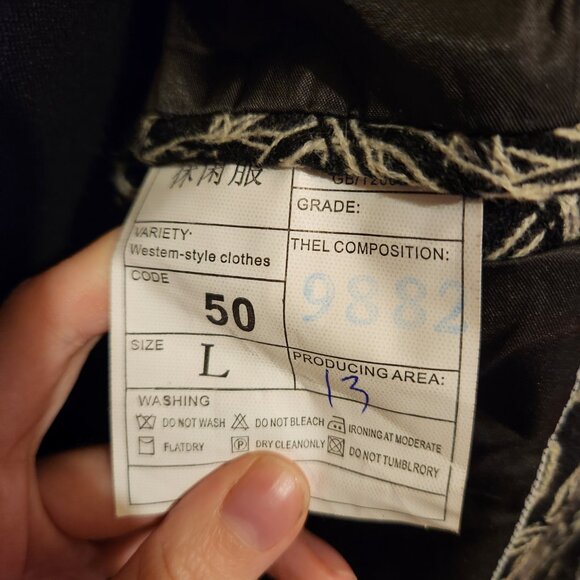 休闲服
GRADE:
VARIETY:
Westem-style clothes
THEL COMPOSITION:
9882
CODE
50
SIZE
L
PRODUCING AREA:
13
WASHING
DO NOT WASH DO NOT BLEACH IRONING AT MODERATE
FLATDRY P DRY CLEANONLY DO NOT TUMBLRORY